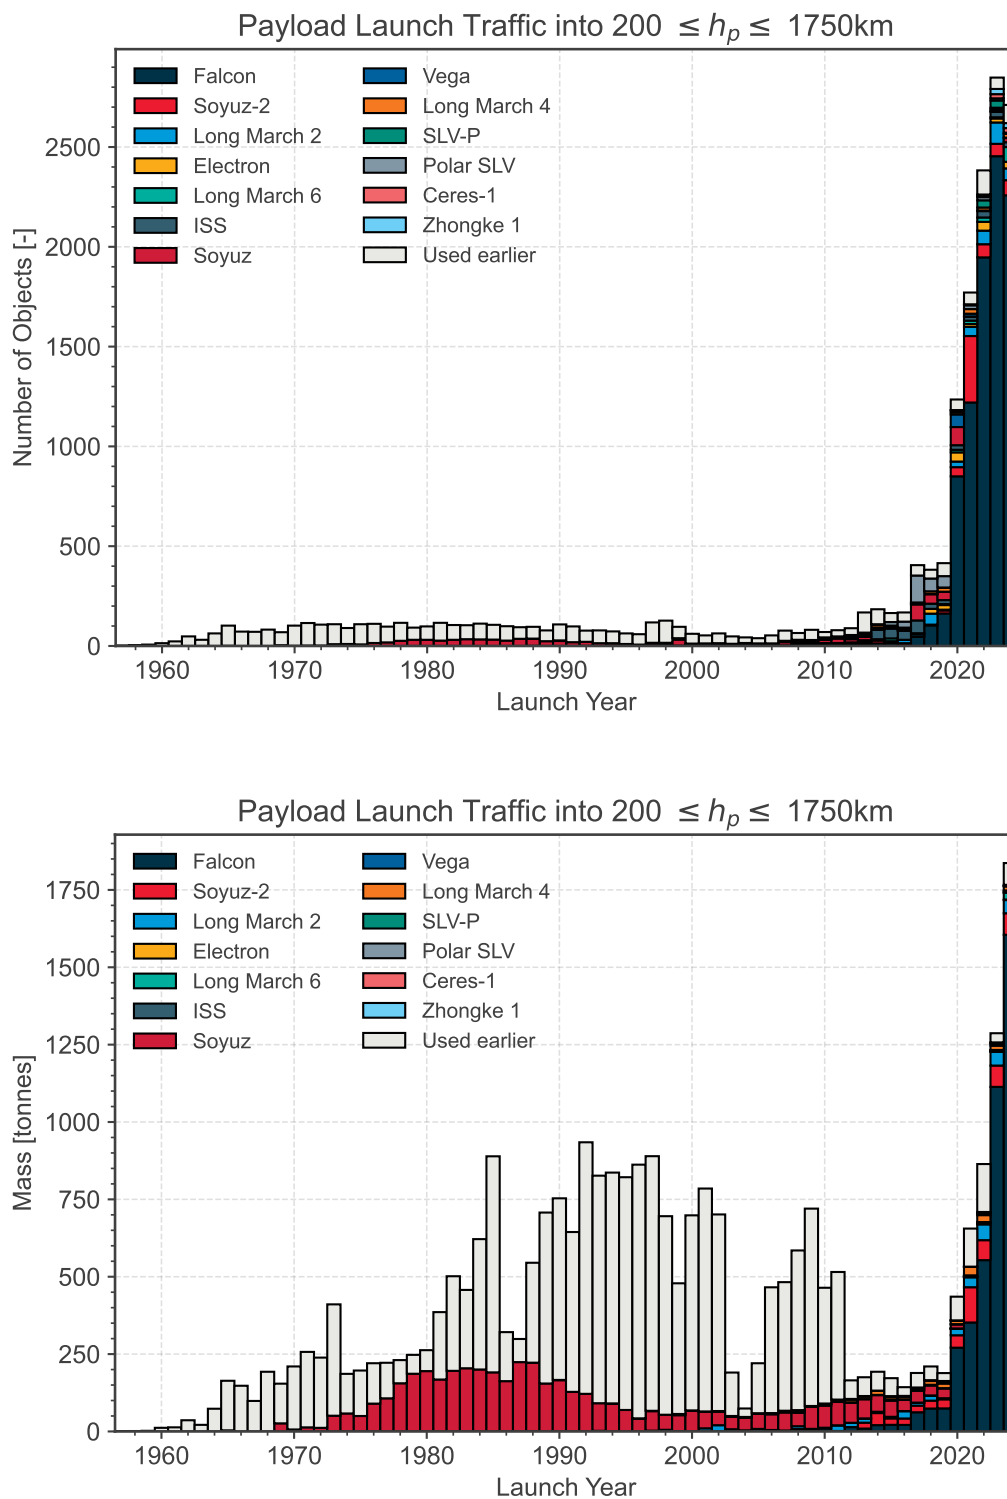 Payload Launch Traffic into 200 ≤ hₚ ≤ 1750km
Falcon
Soyuz-2
Long March 2
Electron
Long March 6
ISS
Soyuz
Vega
Long March 4
SLV-P
Polar SLV
Ceres-1
Zhongke 1
Used earlier
Number of Objects [-]
2500
2000
1500
1000
500
0
1960 1970 1980 1990 2000 2010 2020
Launch Year
Payload Launch Traffic into 200 ≤ hₚ ≤ 1750km
Falcon
Soyuz-2
Long March 2
Electron
Long March 6
ISS
Soyuz
Vega
Long March 4
SLV-P
Polar SLV
Ceres-1
Zhongke 1
Used earlier
Mass [tonnes]
1750
1500
1250
1000
750
500
250
0
1960 1970 1980 1990 2000 2010 2020
Launch Year